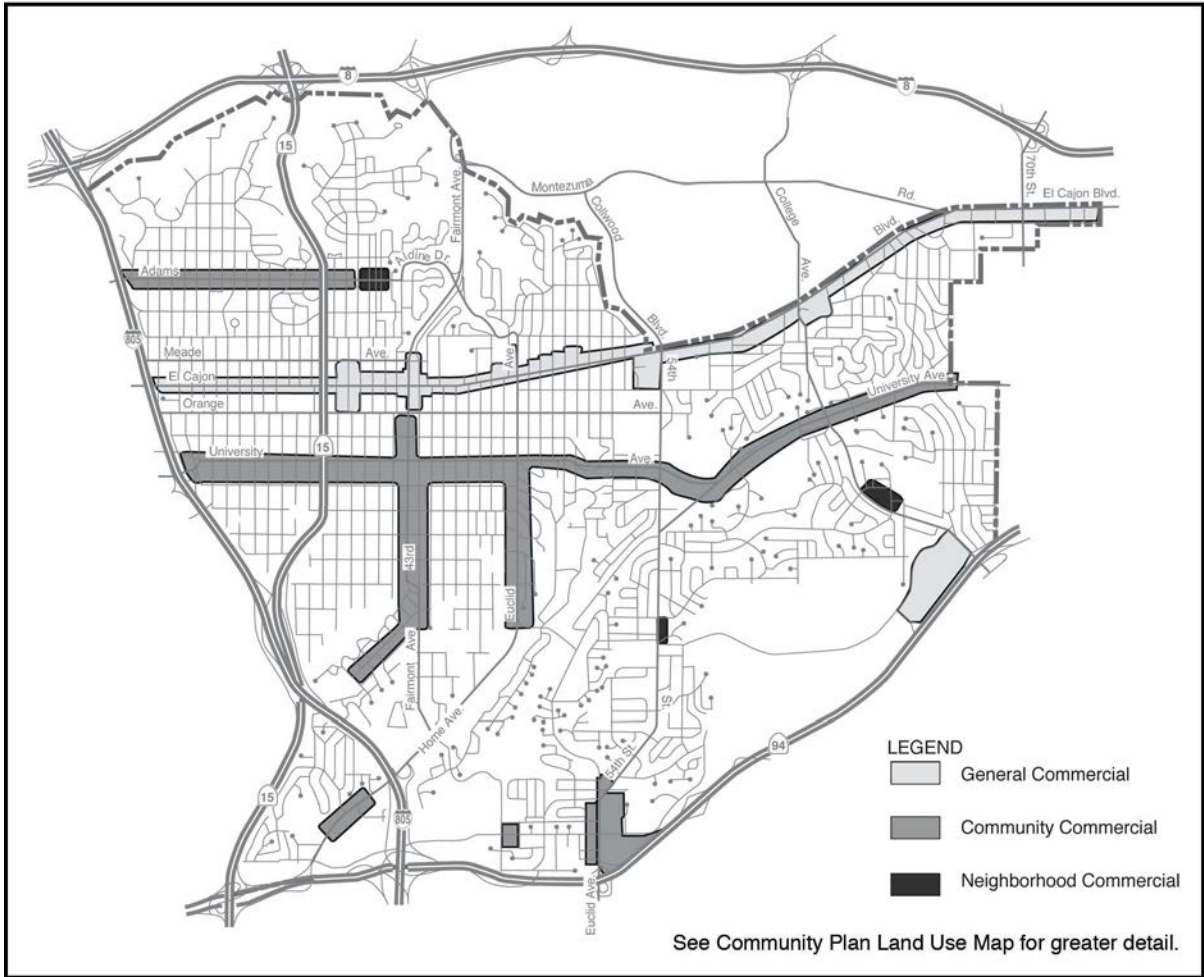 8
8
15
70th St.
El Cajon Blvd.
Fairmont Ave.
Montezuma
Rd.
Collwood
College
Blvd.
Adams
Aldine Dr.
Ave.
805
Blvd.
Meade
Ave.
Ave.
El Cajon
54th
University Ave.
Orange
Ave.
15
University
Ave.
43rd
Euclid
Fairmont Ave.
St.
Home Ave.
94
54th St.
15
805
Euclid Ave.
LEGEND
General Commercial
Community Commercial
Neighborhood Commercial
See Community Plan Land Use Map for greater detail.